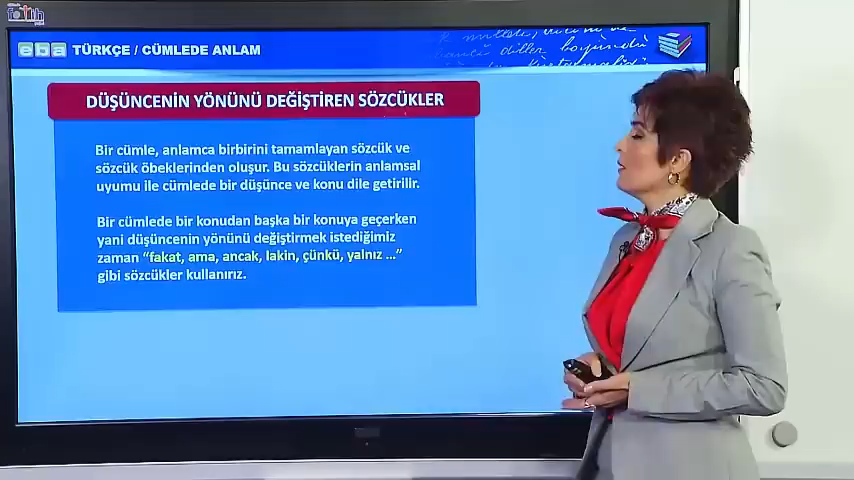 fatih
eba TÜRKÇE / CÜMLEDE ANLAM
DÜŞÜNCENİN YÖNÜNÜ DEĞİŞTİREN SÖZCÜKLER
Bir cümle, anlamca birbirini tamamlayan sözcük ve
sözcük öbeklerinden oluşur. Bu sözcüklerin anlamsal
uyumu ile cümlede bir düşünce ve konu dile getirilir.
Bir cümlede bir konudan başka bir konuya geçerken
yani düşüncenin yönünü değiştirmek istediğimiz
zaman “fakat, ama, ancak, lakin, çünkü, yalnız ...”
gibi sözcükler kullanırız.